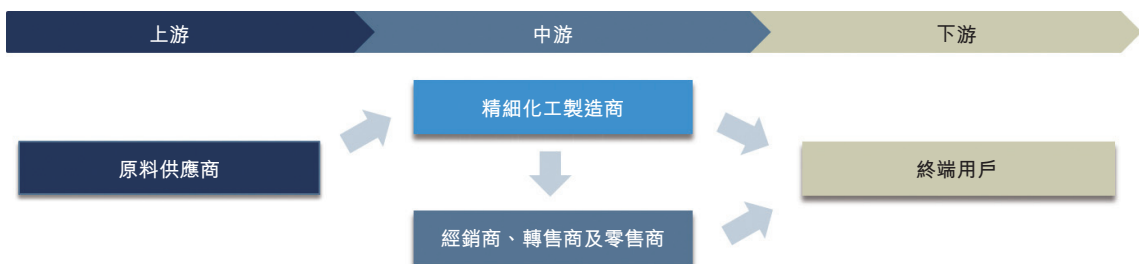 上游
中游
下游
精細化工製造商
原料供應商
終端用戶
經銷商、轉售商及零售商